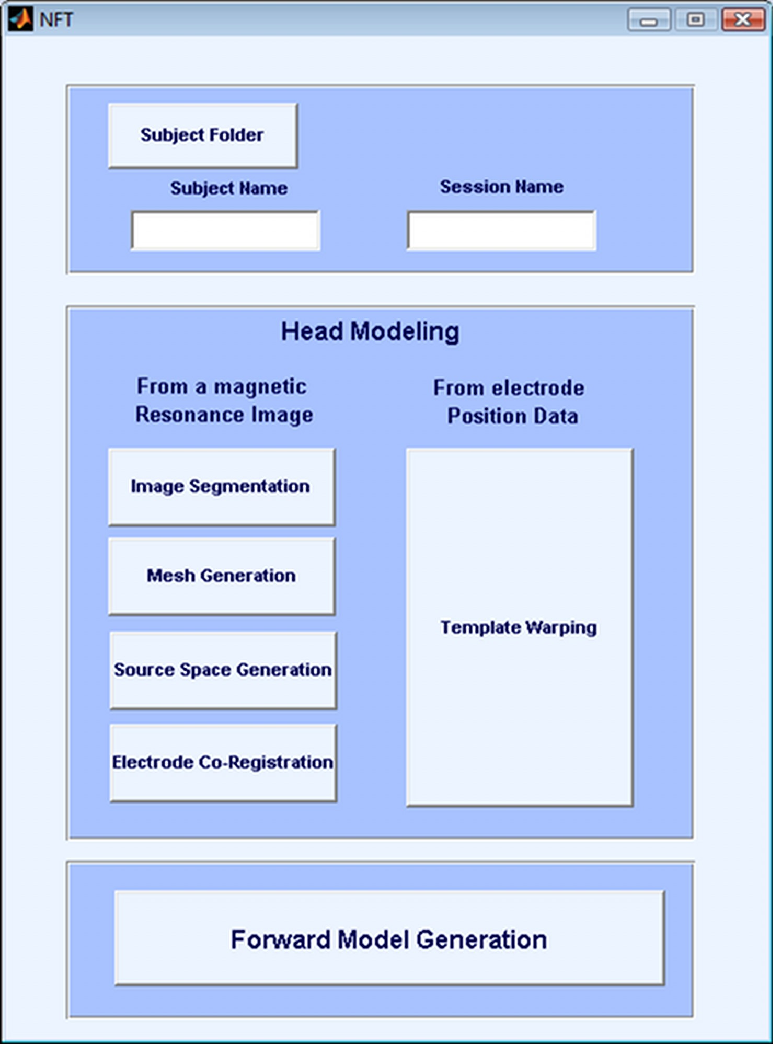 NFT
Subject Folder
Subject Name
Session Name
Head Modeling
From a magnetic
Resonance Image
From electrode
Position Data
Image Segmentation
Mesh Generation
Source Space Generation
Electrode Co-Registration
Template Warping
Forward Model Generation